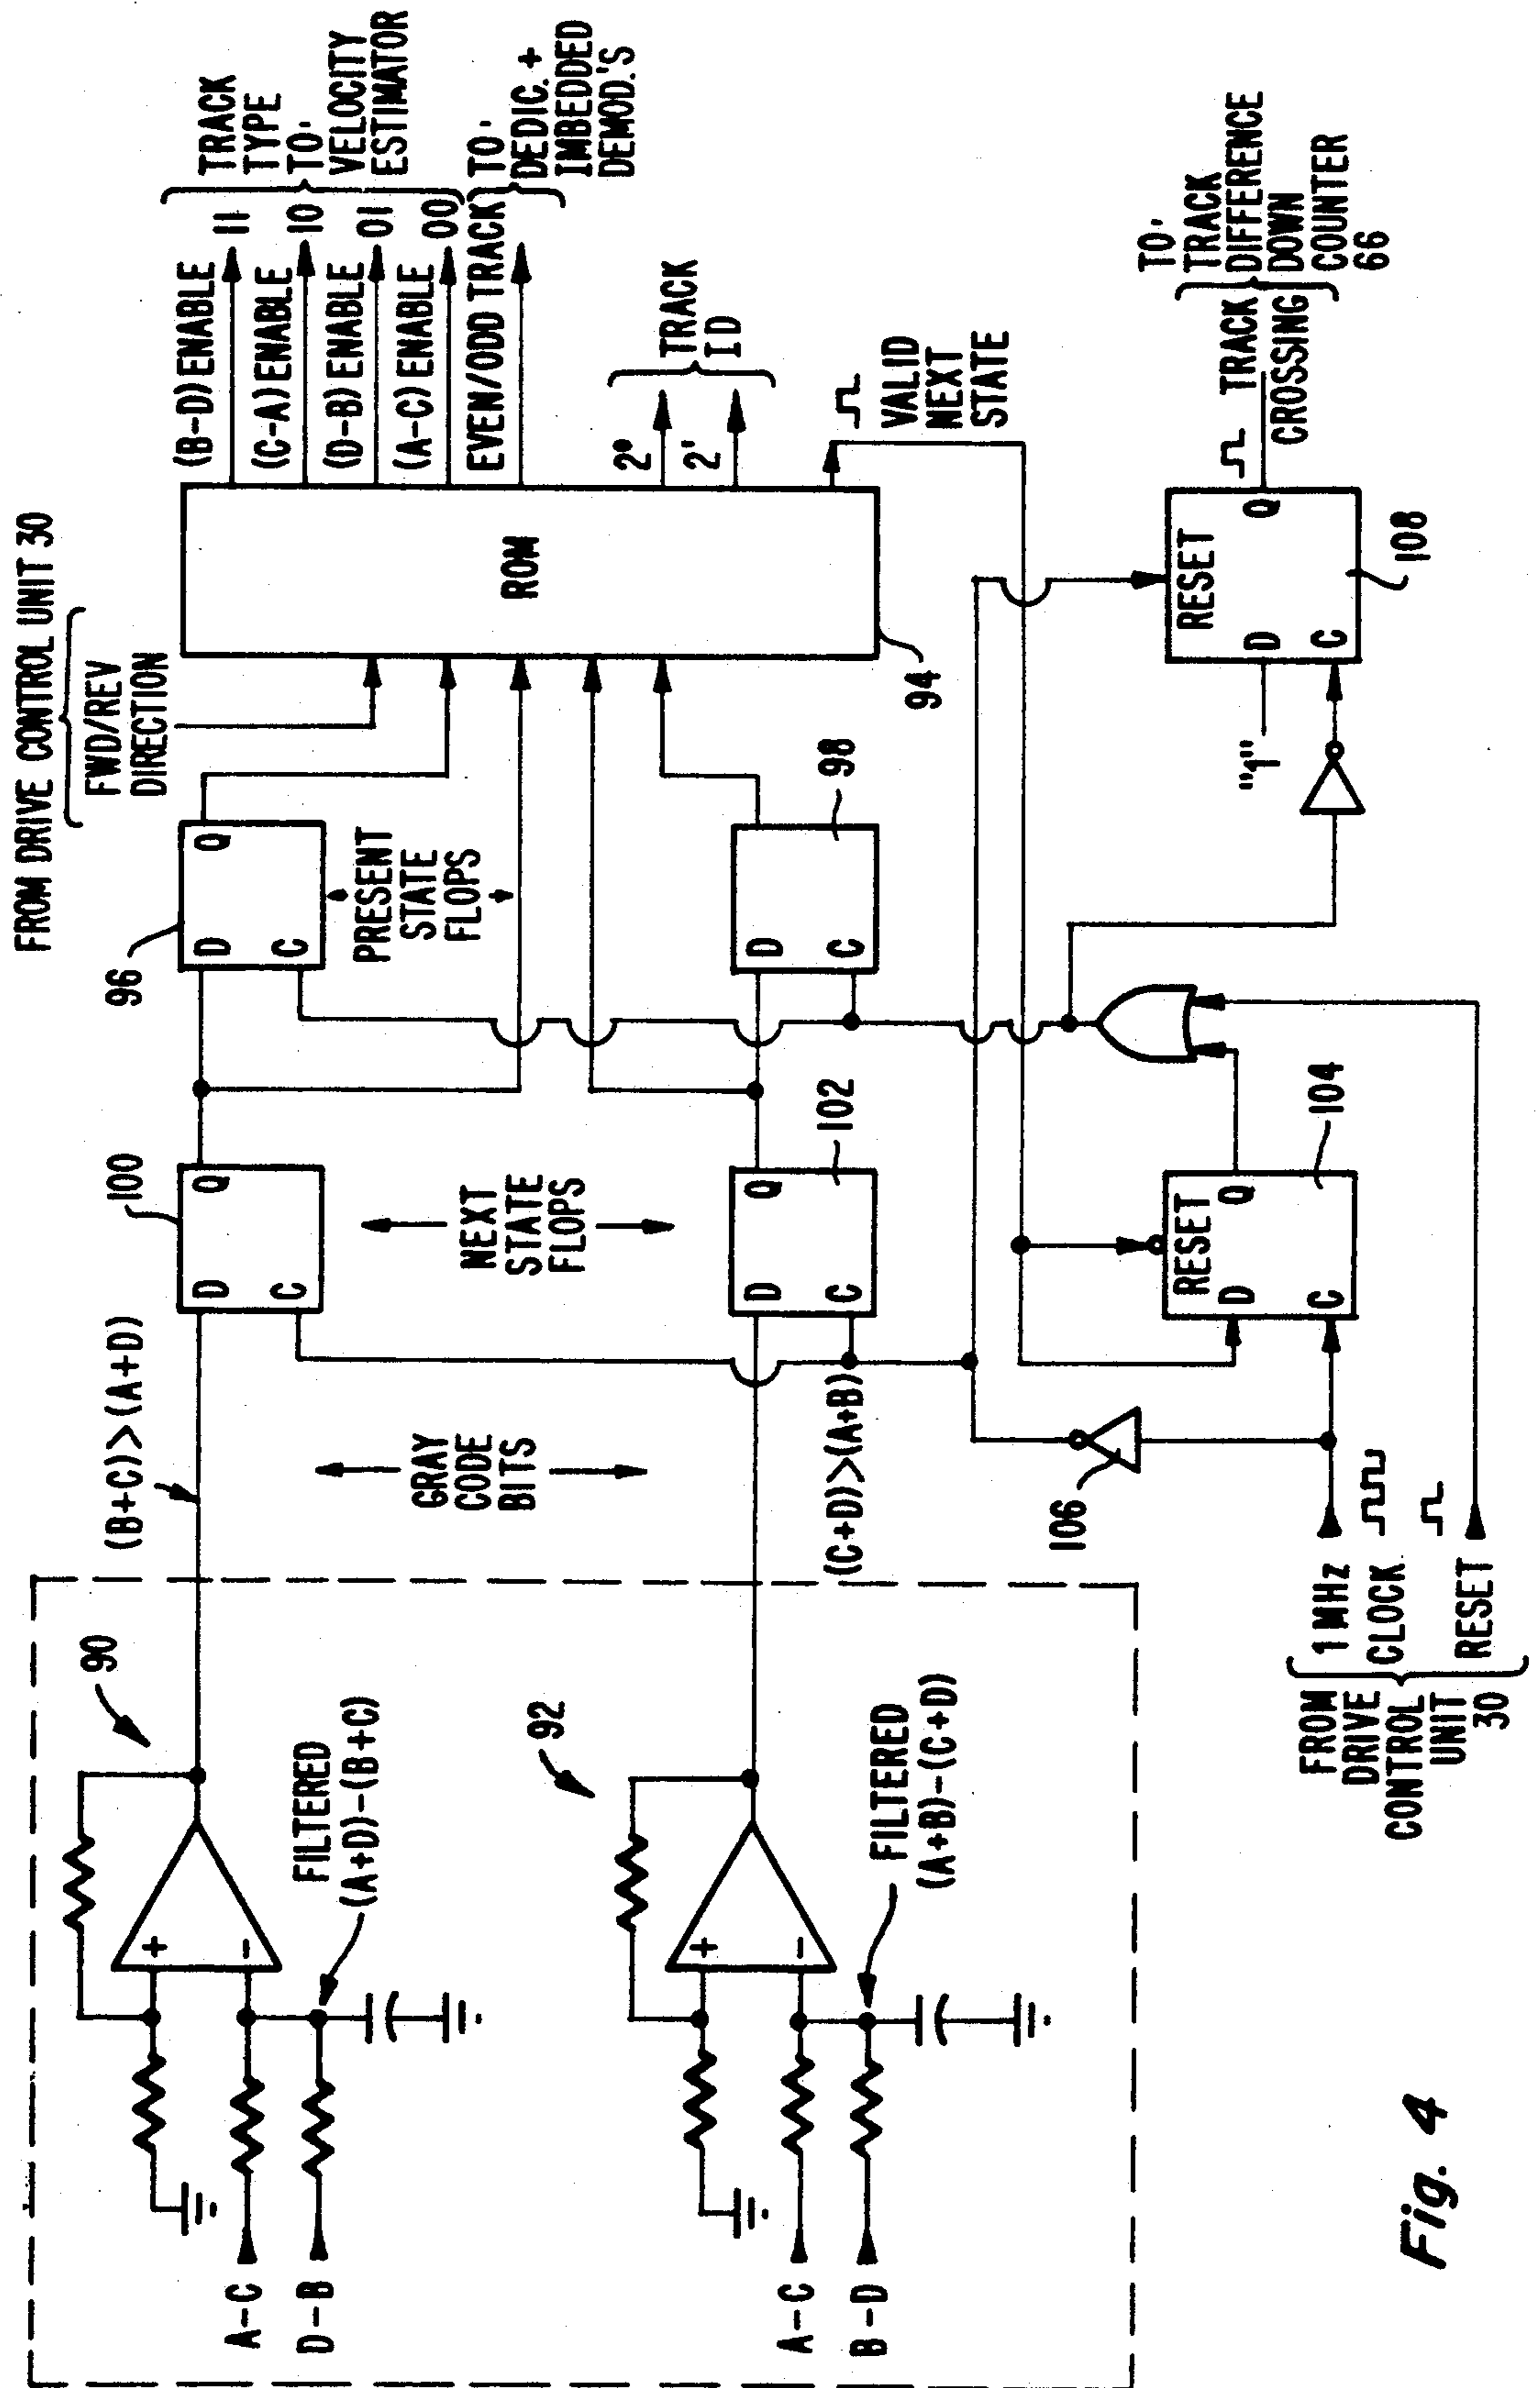 FROM DRIVE CONTROL UNIT 30
FWD/REV
DIRECTION
96
D
Q
C
PRESENT
STATE
FLOPS
98
D
C
ROM
94
(B-D) ENABLE
11
(C-A) ENABLE
10
(D-B) ENABLE
01
(A-C) ENABLE
00
TRACK
TYPE
TO·
VELOCITY
ESTIMATOR
EVEN/ODD TRACK
TO·
DEDIC. +
IMBEDDED
DEMOD.'S
2°
2'
TRACK
ID
VALID
NEXT
STATE
100
D
Q
C
NEXT
STATE
FLOPS
102
D
Q
C
(B+C)>(A+D)
GRAY
CODE
BITS
(C+D)>(A+B)
90
+
-
FILTERED
(A+D)-(B+C)
A-C
D-B
92
+
-
FILTERED
(A+B)-(C+D)
A-C
B-D
106
RESET
D
Q
C
104
"1"
RESET
D
Q
C
108
TRACK
CROSSING
TO·
TRACK
DIFFERENCE
DOWN
COUNTER
66
FROM
DRIVE
CONTROL
UNIT
30
1 MHz
CLOCK
RESET
Fig. 4